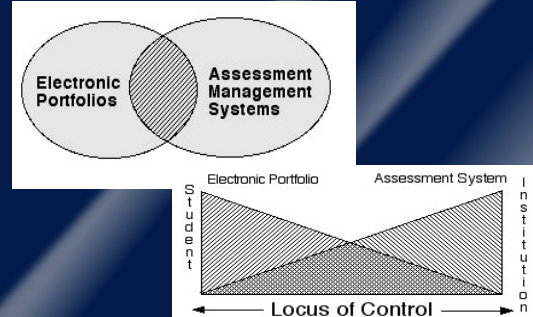 Electronic
Portfolios
Assessment
Management
Systems
Electronic Portfolio
Assessment System
Student
Institution
Locus of Control